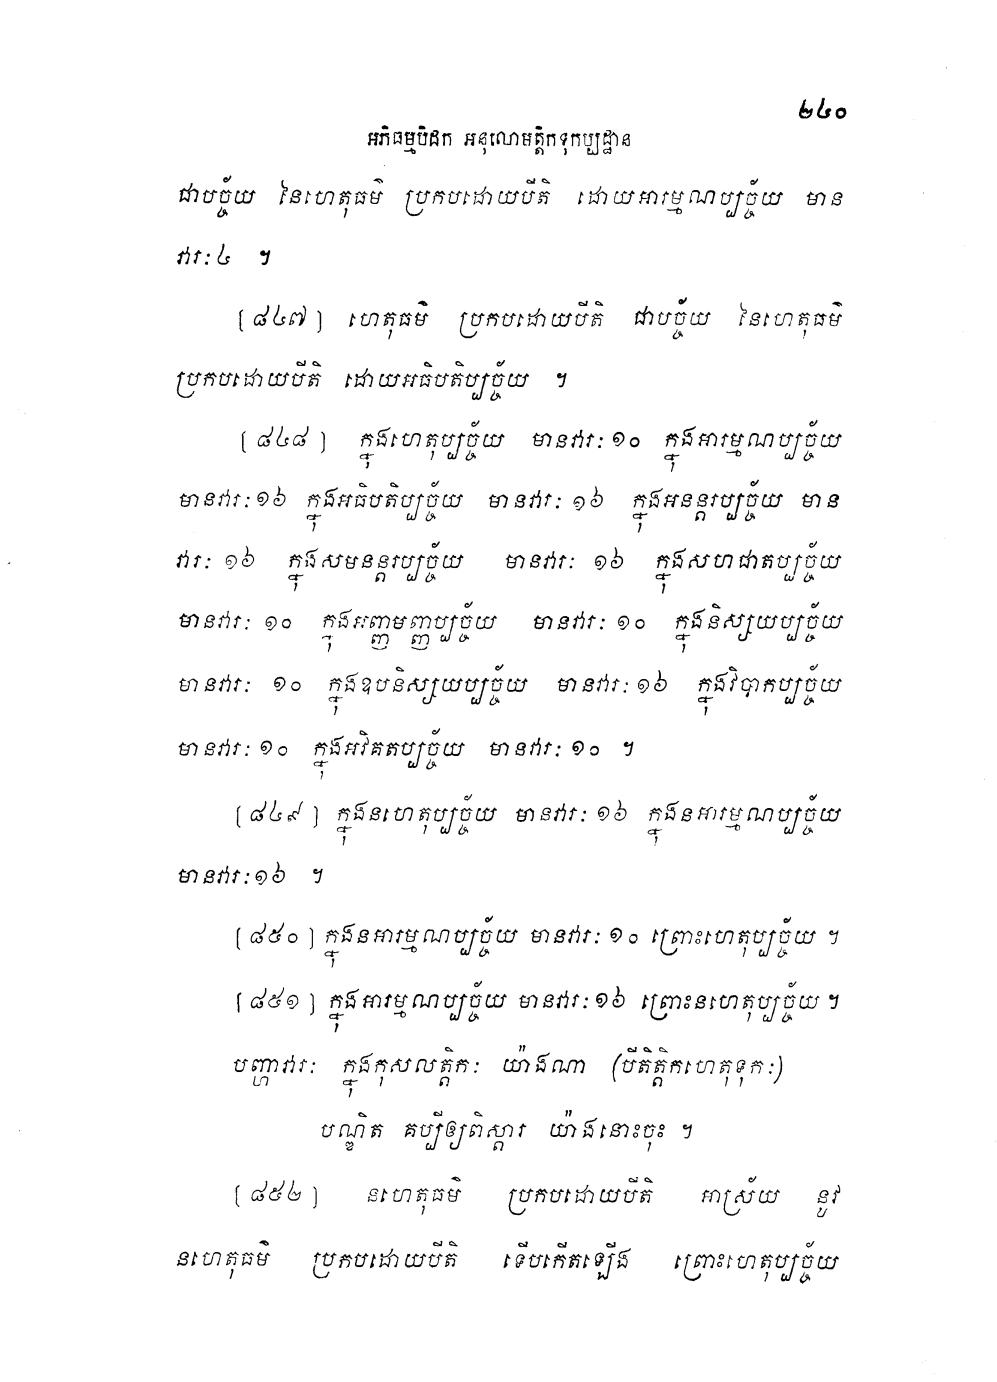 ២៤០
អភិធម្មបិដក អនុលោមត្តិកទុកប្បដ្ឋាន
ជាបច្ច័យ នៃហេតុធម៌ ប្រកបដោយបីតិ ដោយអារម្មណប្បច្ច័យ មាន
វារៈ ៤ ។
[ ៨៤៧ ] ហេតុធម៌ ប្រកបដោយបីតិ ជាបច្ច័យ នៃហេតុធម៌
ប្រកបដោយបីតិ ដោយអធិបតិប្បច្ច័យ ។
[ ៨៤៨ ] ក្នុងហេតុប្បច្ច័យ មានវារៈ ១០ ក្នុងអារម្មណប្បច្ច័យ
មានវារៈ ១៦ ក្នុងអធិបតិប្បច្ច័យ មានវារៈ ១៦ ក្នុងអនន្តរប្បច្ច័យ មាន
វារៈ ១៦ ក្នុងសមនន្តរប្បច្ច័យ មានវារៈ ១៦ ក្នុងសហជាតប្បច្ច័យ
មានវារៈ ១០ ក្នុងអញ្ញមញ្ញប្បច្ច័យ មានវារៈ ១០ ក្នុងនិស្សយប្បច្ច័យ
មានវារៈ ១០ ក្នុងឧបនិស្សយប្បច្ច័យ មានវារៈ ១៦ ក្នុងវិបាកប្បច្ច័យ
មានវារៈ ១០ ក្នុងអវិគតប្បច្ច័យ មានវារៈ ១០ ។
[ ៨៤៩ ] ក្នុងនហេតុប្បច្ច័យ មានវារៈ ១៦ ក្នុងនអារម្មណប្បច្ច័យ
មានវារៈ ១៦ ។
[ ៨៥០ ] ក្នុងនអារម្មណប្បច្ច័យ មានវារៈ ១០ ព្រោះហេតុប្បច្ច័យ ។
[ ៨៥១ ] ក្នុងអារម្មណប្បច្ច័យ មានវារៈ ១៦ ព្រោះនហេតុប្បច្ច័យ ។
បញ្ហាវារៈ ក្នុងកុសលត្តិកៈ យ៉ាងណា (បីតិត្តិកហេតុទុកៈ)
បណ្ឌិត គប្បីឲ្យពិស្តារ យ៉ាងនោះចុះ ។
[ ៨៥២ ] នហេតុធម៌ ប្រកបដោយបីតិ អាស្រ័យ នូវ
នហេតុធម៌ ប្រកបដោយបីតិ ទើបកើតឡើង ព្រោះហេតុប្បច្ច័យ